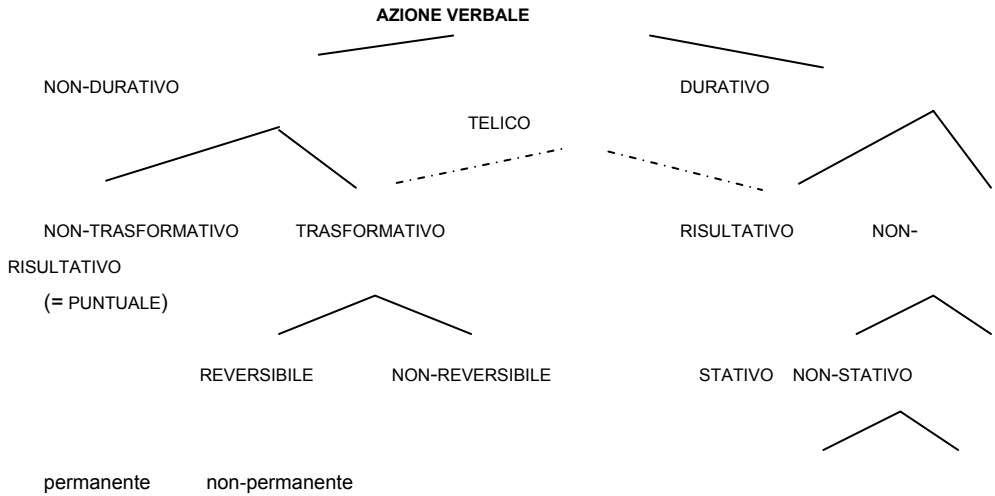 AZIONE VERBALE
NON-DURATIVO DURATIVO
TELICO
NON-TRASFORMATIVO TRASFORMATIVO RISULTATIVO NON-
RISULTATIVO
(= PUNTUALE)
REVERSIBILE NON-REVERSIBILE STATIVO NON-STATIVO
permanente non-permanente